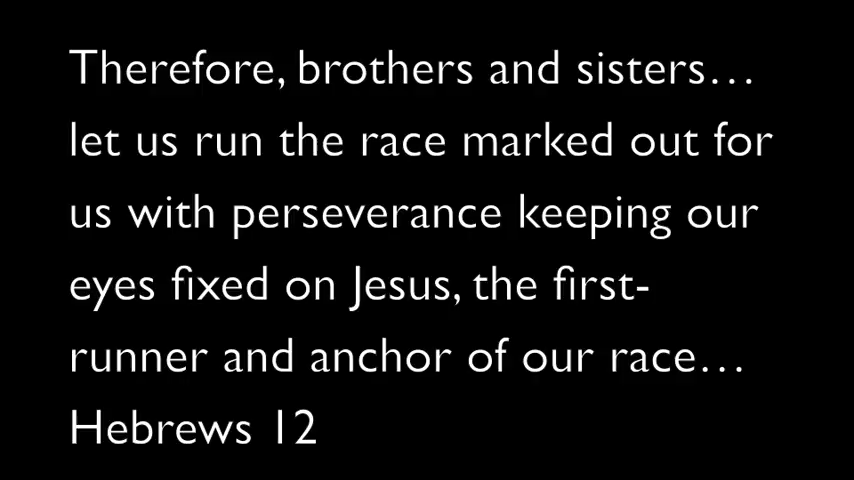 Therefore, brothers and sisters…
let us run the race marked out for
us with perseverance keeping our
eyes fixed on Jesus, the first-
runner and anchor of our race…
Hebrews 12